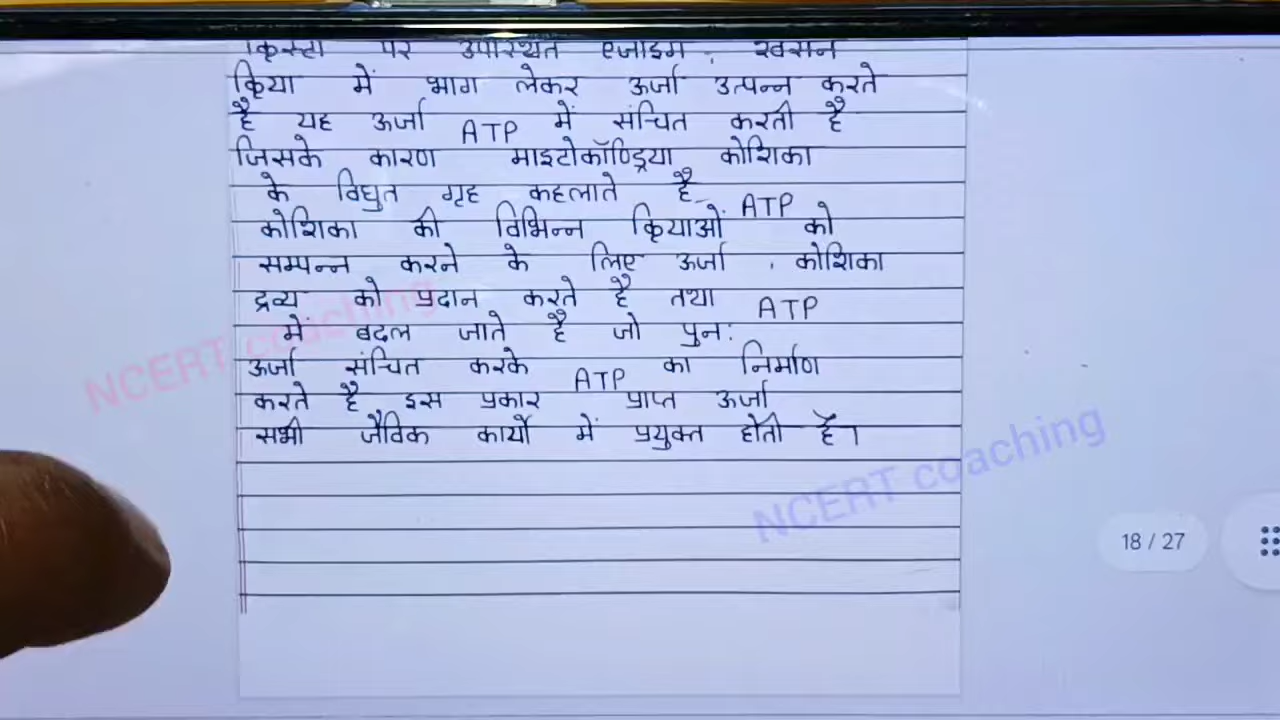 क्रिस्टी पर उपस्थित एंजाइम, श्वसन
क्रिया में भाग लेकर ऊर्जा उत्पन्न करते
है यह ऊर्जा ATP में संचित करती है
जिसके कारण माइटोकॉण्ड्रिया कोशिका
के विधुत गृह कहलाते है
कोशिका की विभिन्न क्रियाओं ATP को
सम्पन्न करने के लिए ऊर्जा , कोशिका
द्रव्य को प्रदान करते है तथा ATP
में बदल जाते है जो पुनः
ऊर्जा संचित करके का निर्माण
करते है इस प्रकार ATP प्राप्त ऊर्जा
सभी जैविक कार्यो में प्रयुक्त होती है।
NCERT coaching
NCERT coaching
18 / 27